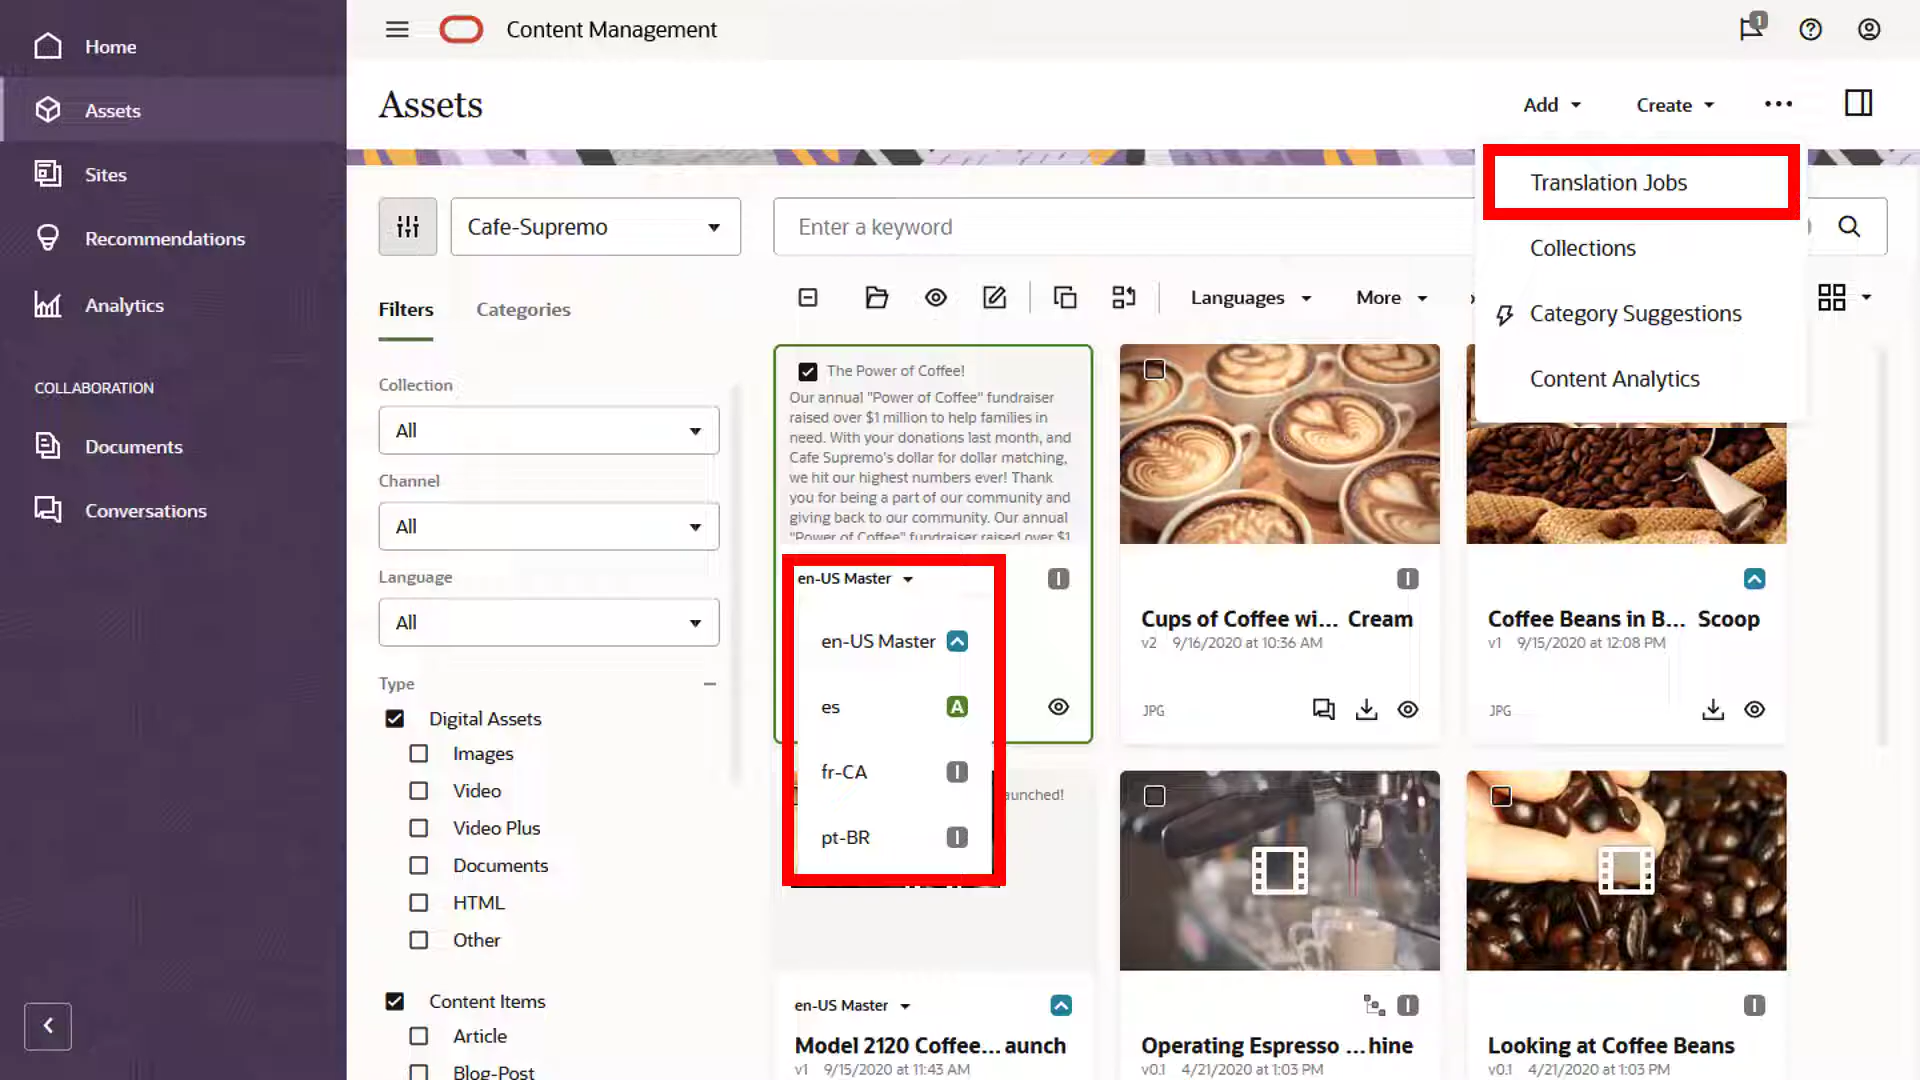 Home
Assets
Sites
Recommendations
Analytics
COLLABORATION
Documents
Conversations
Content Management
1
Assets
Add
Create
Translation Jobs
Collections
Category Suggestions
Content Analytics
Cafe-Supremo
Enter a keyword
Filters
Categories
Languages
More
Collection
All
Channel
All
Language
All
Type
Digital Assets
Images
Video
Video Plus
Documents
HTML
Other
Content Items
Article
Blog-Post
The Power of Coffee!
Our annual "Power of Coffee" fundraiser
raised over $1 million to help families in
need. With your donations last month, and
Cafe Supremo's dollar for dollar matching,
we hit our highest numbers ever! Thank
you for being a part of our community and
giving back to our community. Our annual
"Power of Coffee" fundraiser raised over $1
en-US Master
I
en-US Master
es
A
fr-CA
I
pt-BR
I
I
Cups of Coffee wi... Cream
v2 9/16/2020 at 10:36 AM
JPG
Coffee Beans in B... Scoop
v1 9/15/2020 at 12:08 PM
JPG
aunched!
en-US Master
Model 2120 Coffee... aunch
v1 9/15/2020 at 11:43 AM
I
Operating Espresso ... hine
v0.1 4/21/2020 at 1:03 PM
I
Looking at Coffee Beans
v0.1 4/21/2020 at 1:03 PM